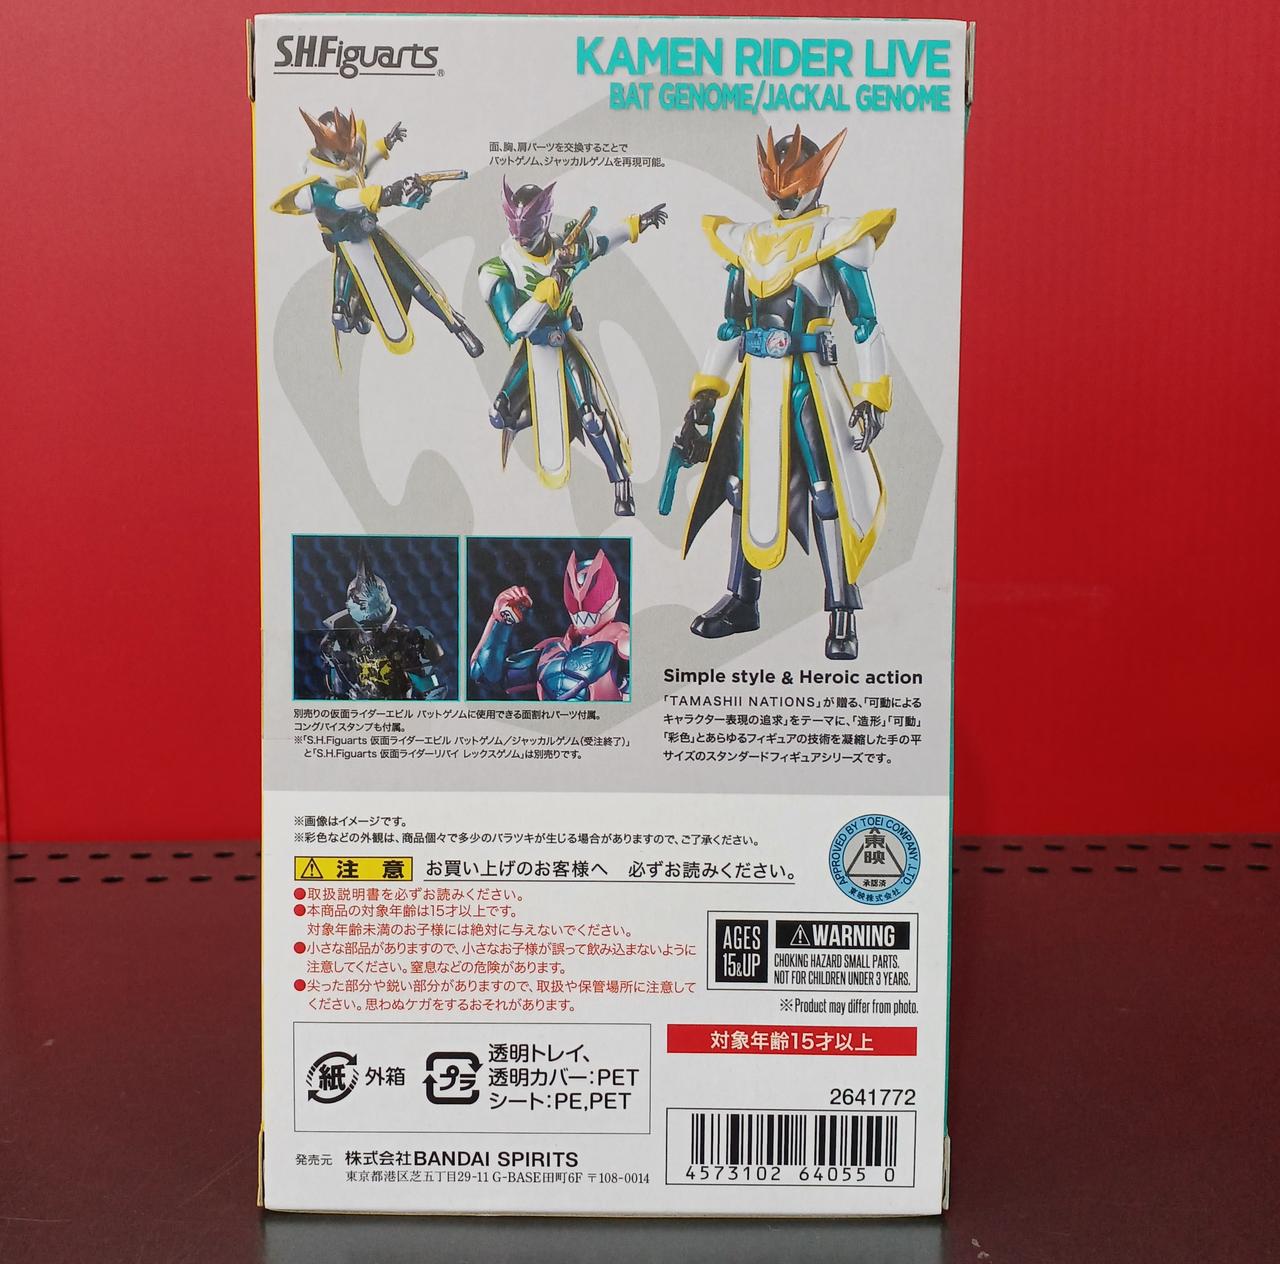 S.H.Figuarts®
KAMEN RIDER LIVE
BAT GENOME/JACKAL GENOME
面、胸、肩パーツを交換することで
バットゲノム、ジャッカルゲノムを再現可能。
別売りの仮面ライダーエビル バットゲノムに使用できる面割れパーツ付属。
コングバイスタンプも付属。
※「S.H.Figuarts 仮面ライダーエビル バットゲノム/ジャッカルゲノム(受注終了)」
と「S.H.Figuarts 仮面ライダーリバイ レックスゲノム」は別売りです。
Simple style & Heroic action
「TAMASHII NATIONS」が贈る、「可動による
キャラクター表現の追求」をテーマに、「造形」「可動」
「彩色」とあらゆるフィギュアの技術を凝縮した手の平
サイズのスタンダードフィギュアシリーズです。
※画像はイメージです。
※彩色などの外観は、商品個々で多少のバラツキが生じる場合がありますので、ご了承ください。
注意 お買い上げのお客様へ 必ずお読みください。
●取扱説明書を必ずお読みください。
●本商品の対象年齢は15才以上です。
対象年齢未満のお子様には絶対に与えないでください。
●小さな部品がありますので、小さなお子様が誤って飲み込まないように
注意してください。窒息などの危険があります。
●尖った部分や鋭い部分がありますので、取扱や保管場所に注意して
ください。思わぬケガをするおそれがあります。
APPROVED BY TOEI COMPANY, LTD.
東映
承認済
東映株式会社
AGES
15&UP
WARNING
CHOKING HAZARD SMALL PARTS.
NOT FOR CHILDREN UNDER 3 YEARS.
※Product may differ from photo.
対象年齢15才以上
紙 外箱
プラ
透明トレイ、
透明カバー:PET
シート:PE,PET
2641772
4573102 64055 0
発売元 株式会社BANDAI SPIRITS
東京都港区芝五丁目29-11 G-BASE田町6F 〒108-0014